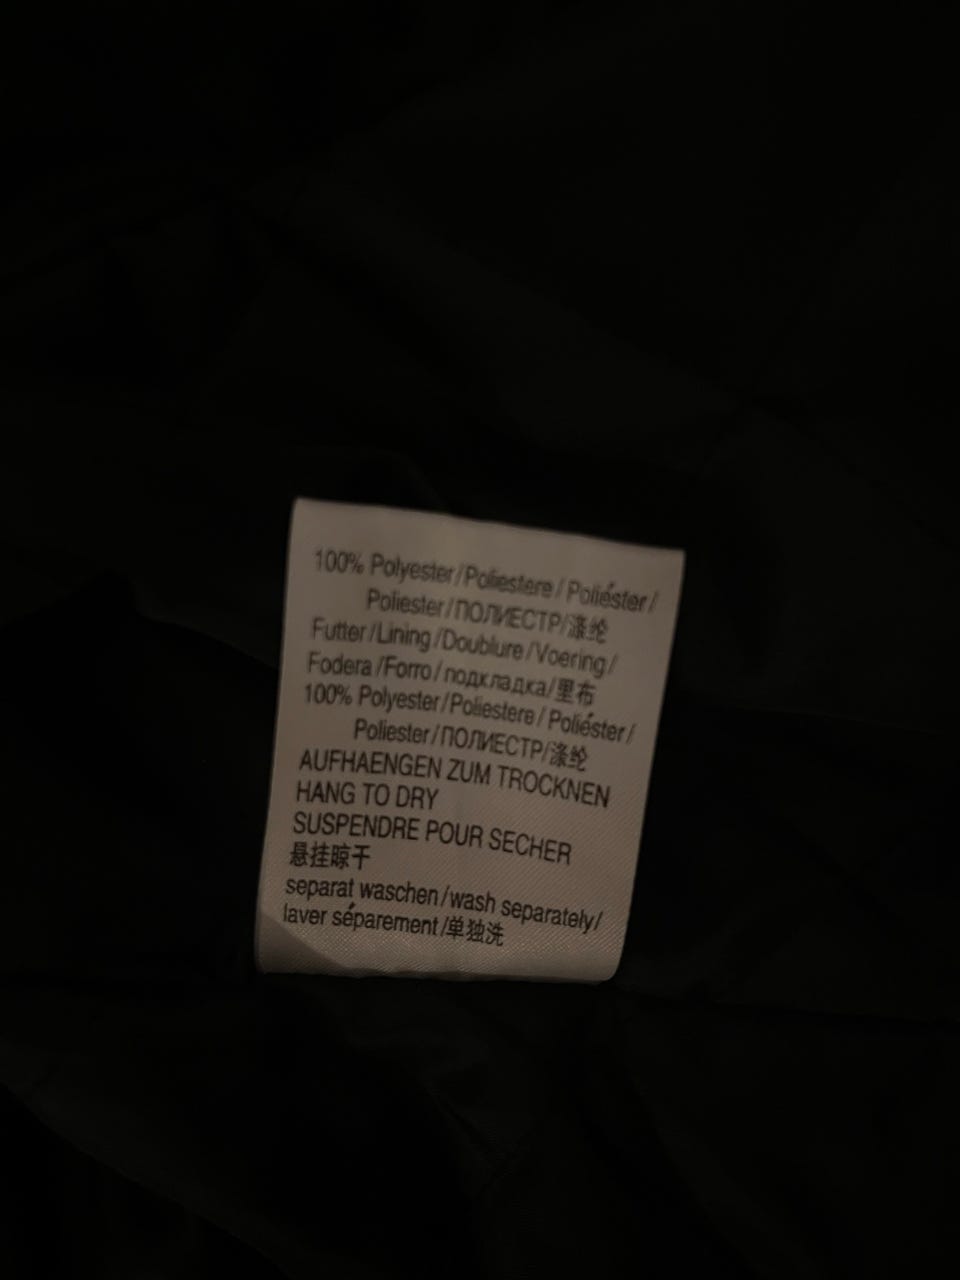 100% Polyester/Poliestere/Poliéster/
Poliester/ПОЛИЕСТР/涤纶
Futter/Lining/Doublure/Voering/
Fodera/Forro/подкладка/里布
100% Polyester/Poliestere/Poliéster/
Poliester/ПОЛИЕСТР/涤纶
AUFHAENGEN ZUM TROCKNEN
HANG TO DRY
SUSPENDRE POUR SECHER
悬挂晾干
separat waschen/wash separately/
laver séparement/单独洗